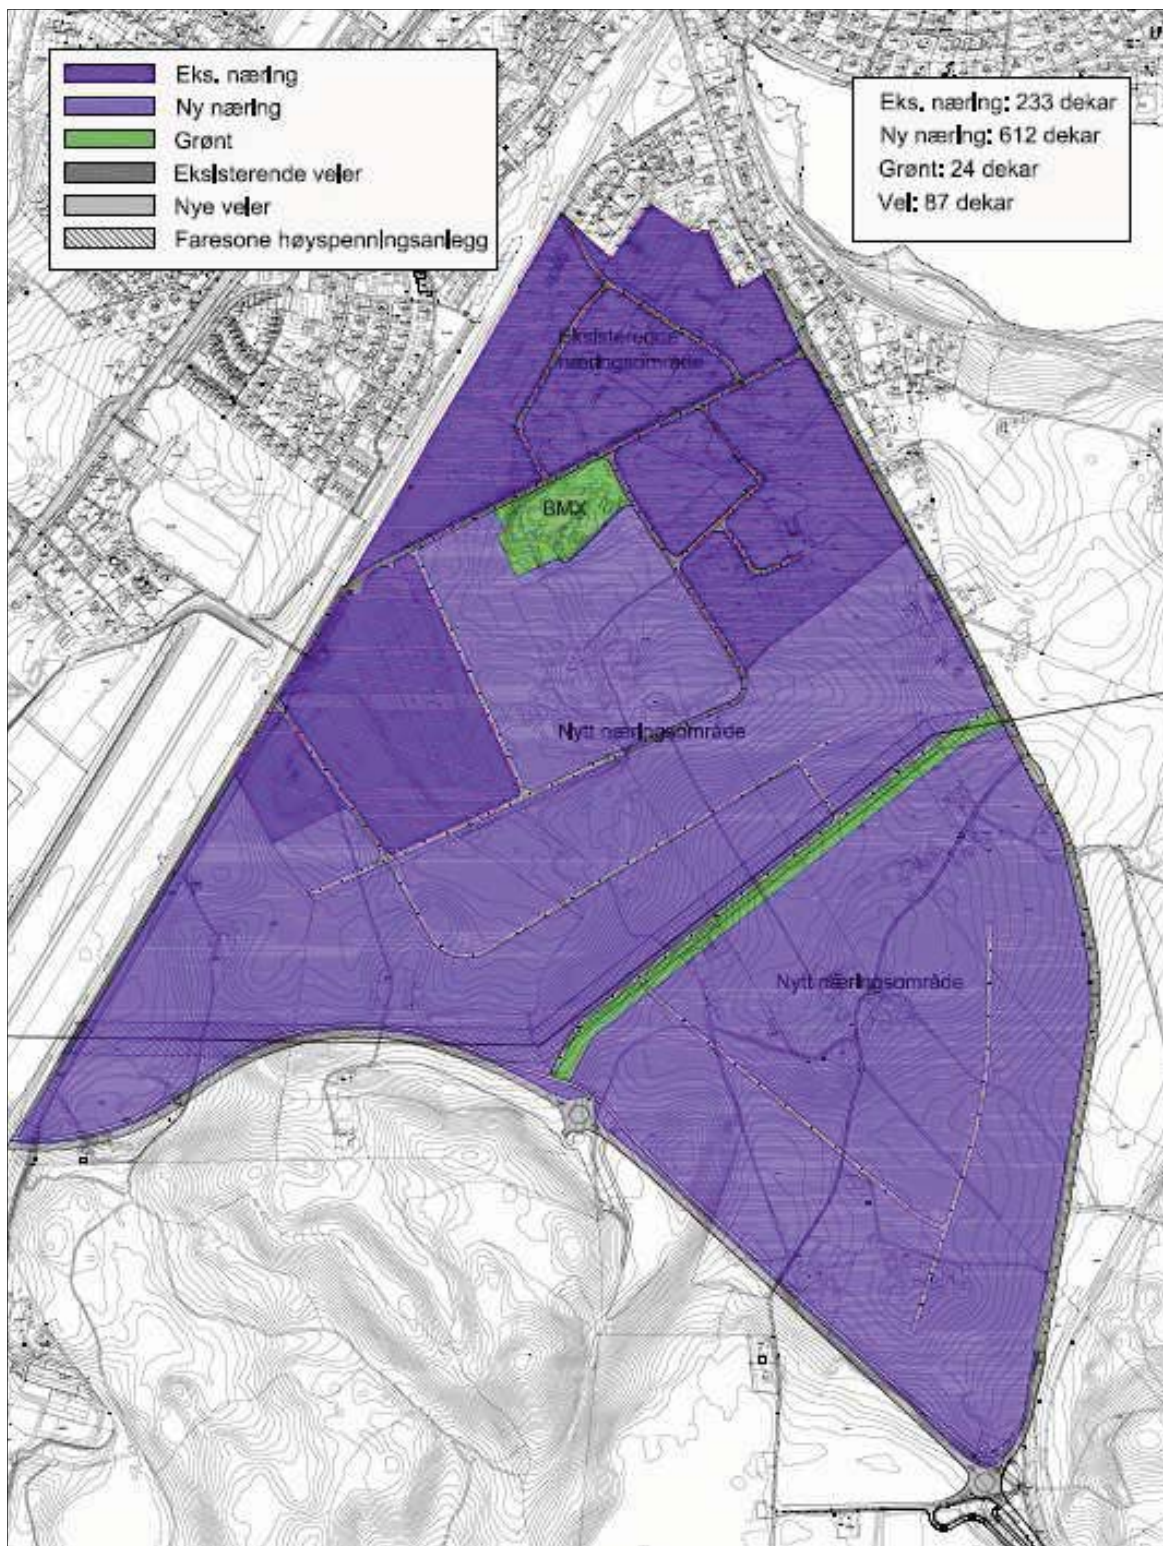 Eks. næring
Ny næring
Grønt
Eksisterende veier
Nye veier
Faresone høyspenningsanlegg
Eks. næring: 233 dekar
Ny næring: 612 dekar
Grønt: 24 dekar
Vei: 87 dekar
Eksisterende
næringsområde
BMX
Nytt næringsområde
Nytt næringsområde